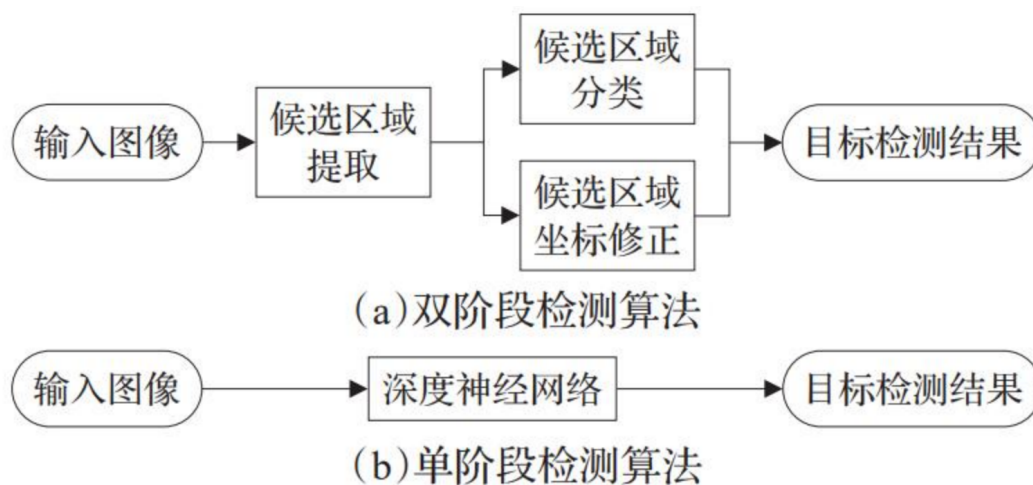 输入图像
候选区域
提取
候选区域
分类
候选区域
坐标修正
目标检测结果
(a)双阶段检测算法
输入图像
深度神经网络
目标检测结果
(b)单阶段检测算法